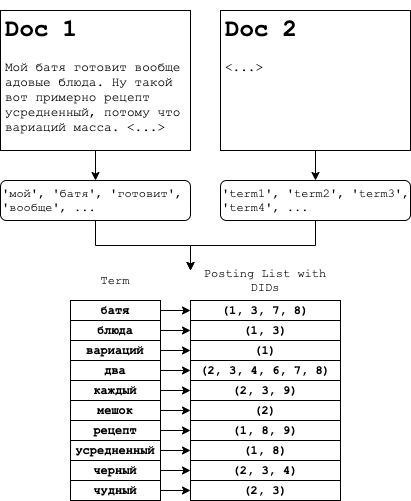 Doc 1
Мой батя готовит вообще
адовые блюда. Ну такой
вот примерно рецепт
усредненный, потому что
вариаций масса. <...>
Doc 2
<...>
'мой', 'батя', 'готовит',
'вообще', ...
'term1', 'term2', 'term3',
'term4', ...
Term
Posting List with
DIDs
батя (1, 3, 7, 8)
блюда (1, 3)
вариаций (1)
два (2, 3, 4, 6, 7, 8)
каждый (2, 3, 9)
мешок (2)
рецепт (1, 8, 9)
усредненный (1, 8)
черный (2, 3, 4)
чудный (2, 3)